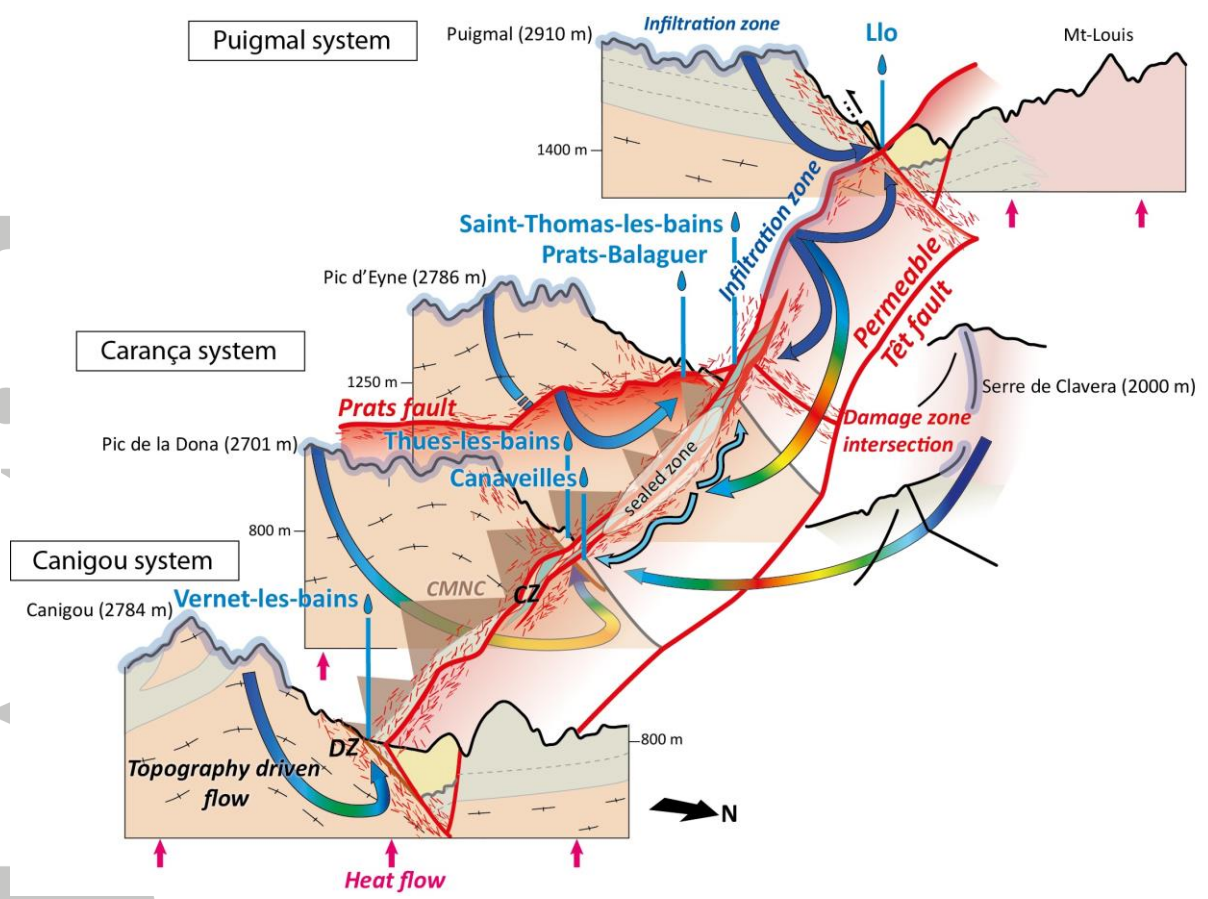 Puigmal system
Puigmal (2910 m)
Infiltration zone
Llo
Mt-Louis
1400 m
Infiltration zone
Saint-Thomas-les-bains
Prats-Balaguer
Permeable
Têt fault
Pic d'Eyne (2786 m)
Carança system
1250 m
Serre de Clavera (2000 m)
Prats fault
Damage zone
intersection
Pic de la Dona (2701 m)
Thues-les-bains
Canaveilles
sealed zone
800 m
Canigou system
CMNC
CZ
Canigou (2784 m)
Vernet-les-bains
DZ
800 m
Topography driven
flow
N
Heat flow